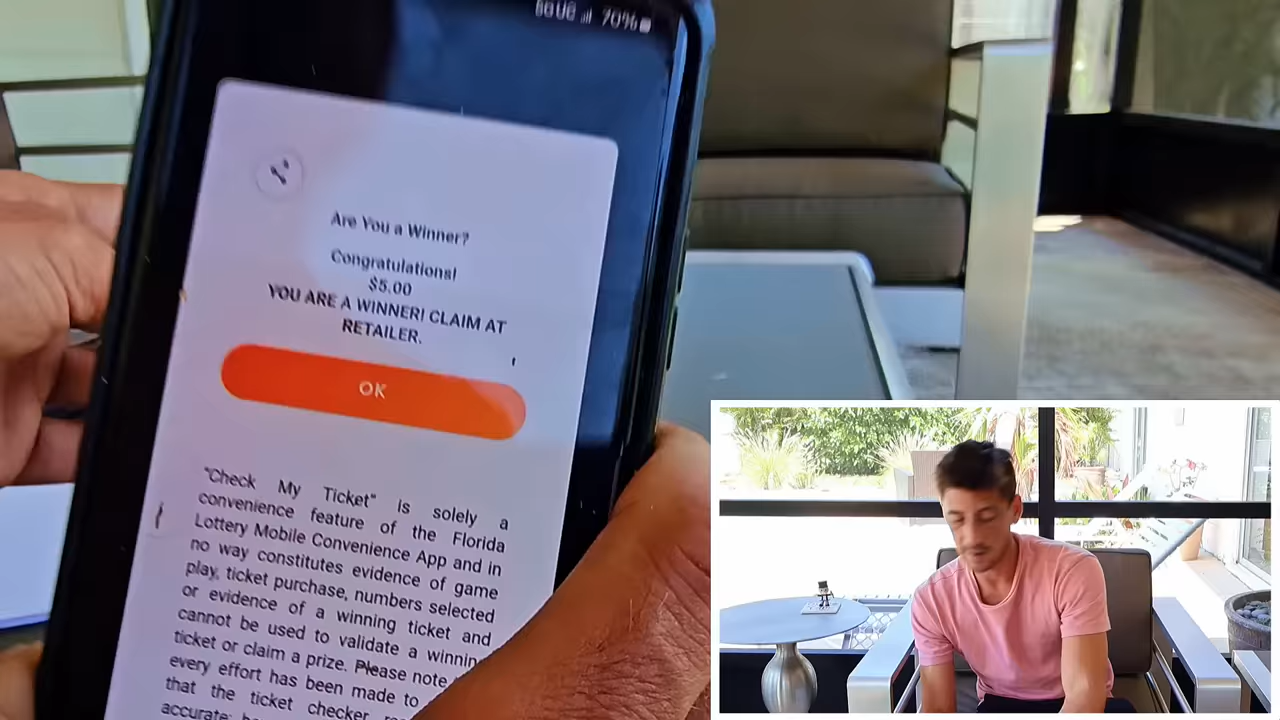 70%
Are You a Winner?
Congratulations!
$5.00
YOU ARE A WINNER! CLAIM AT
RETAILER.
OK
"Check My Ticket" is solely a
convenience feature of the Florida
Lottery Mobile Convenience App and in
no way constitutes evidence of game
play, ticket purchase, numbers selected
or evidence of a winning ticket and
cannot be used to validate a winning
ticket or claim a prize. Please note
every effort has been made to
that the ticket checker
accurate;